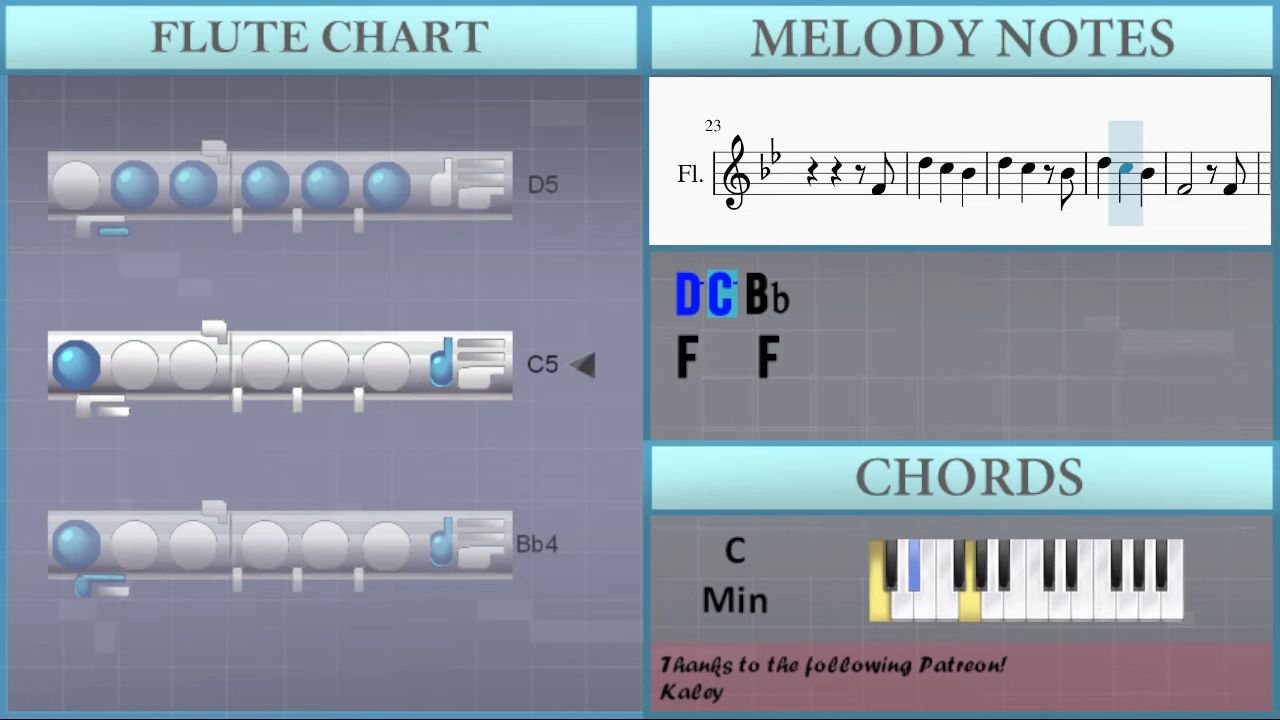 FLUTE CHART
D5
C5
Bb4
MELODY NOTES
23
Fl.
D C Bb
F F
CHORDS
C
Min
Thanks to the following Patreon!
Kaley